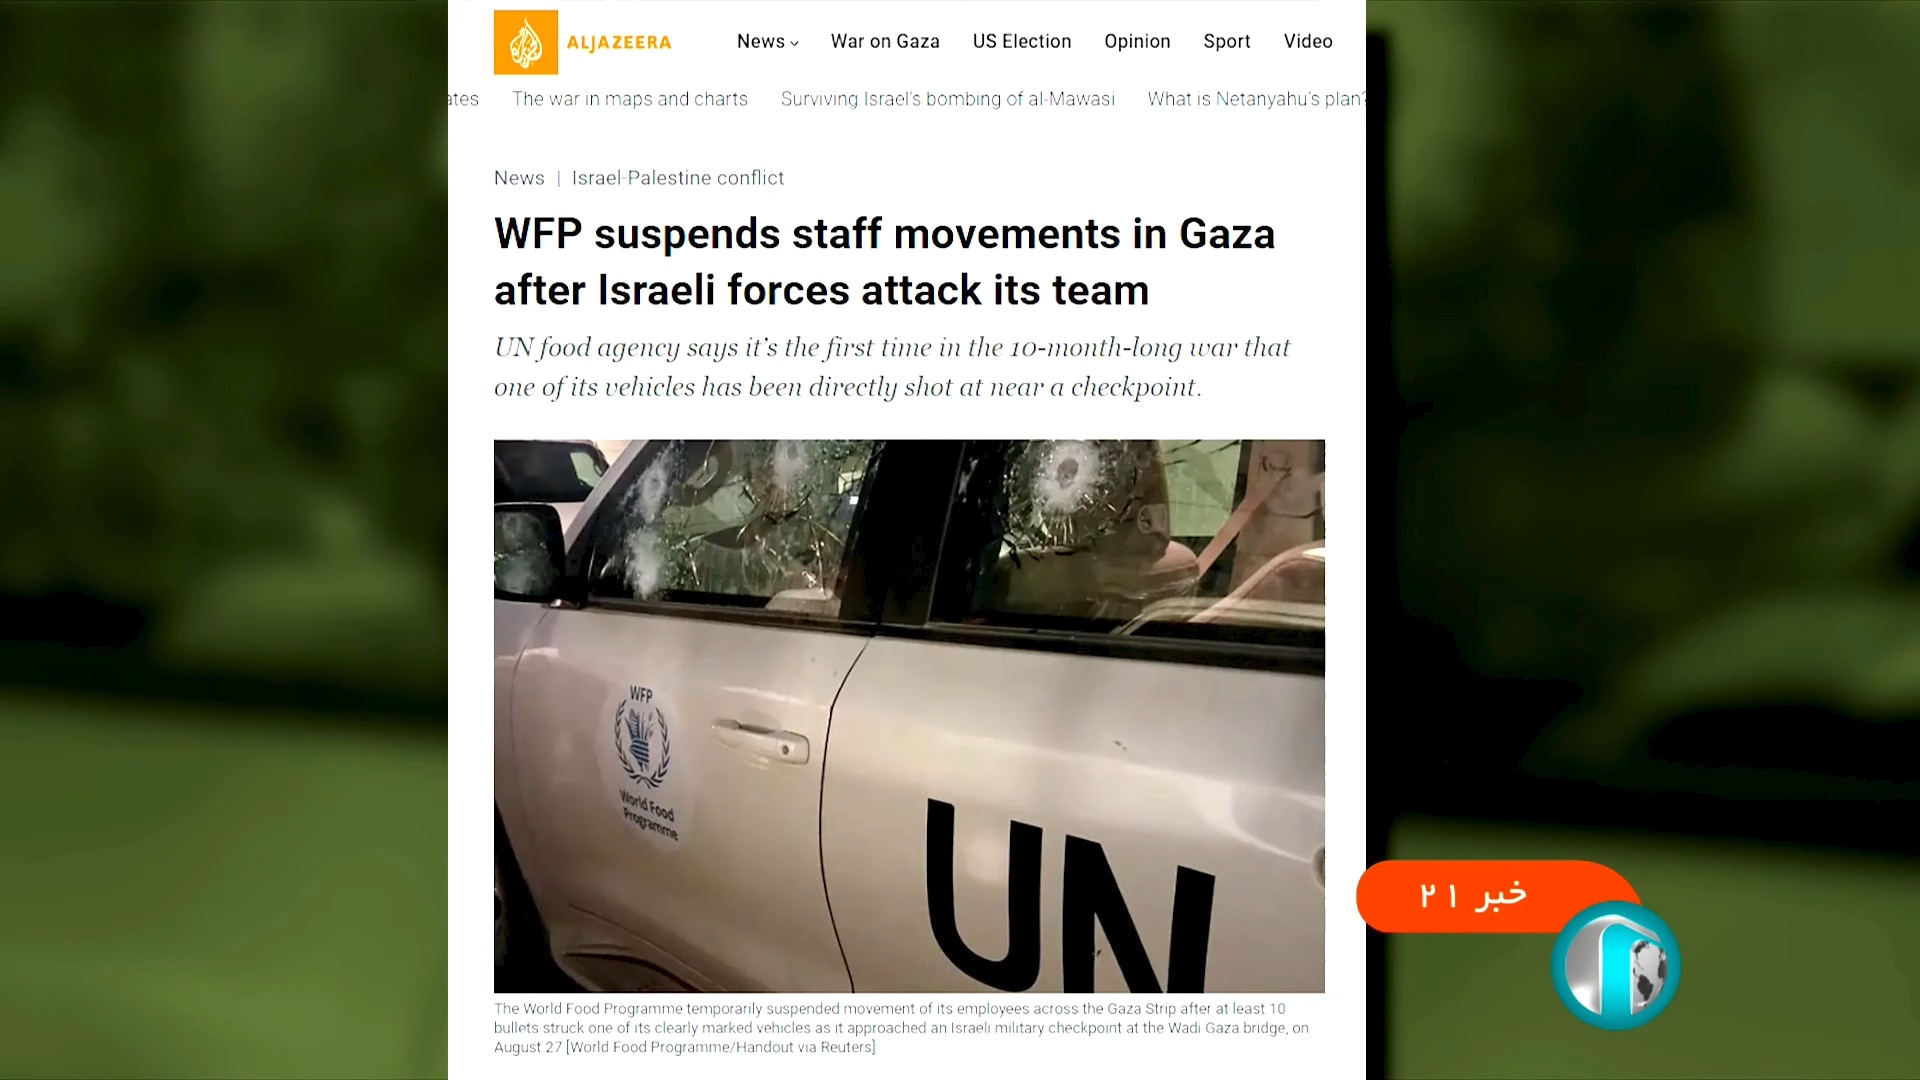 ALJAZEERA
News War on Gaza US Election Opinion Sport Video
ates The war in maps and charts Surviving Israel's bombing of al-Mawasi What is Netanyahu's plan?
News | Israel-Palestine conflict
WFP suspends staff movements in Gaza
after Israeli forces attack its team
UN food agency says it's the first time in the 10-month-long war that
one of its vehicles has been directly shot at near a checkpoint.
WFP
World Food
Programme
UN
The World Food Programme temporarily suspended movement of its employees across the Gaza Strip after at least 10
bullets struck one of its clearly marked vehicles as it approached an Israeli military checkpoint at the Wadi Gaza bridge, on
August 27 [World Food Programme/Handout via Reuters]
خبر ۲۱